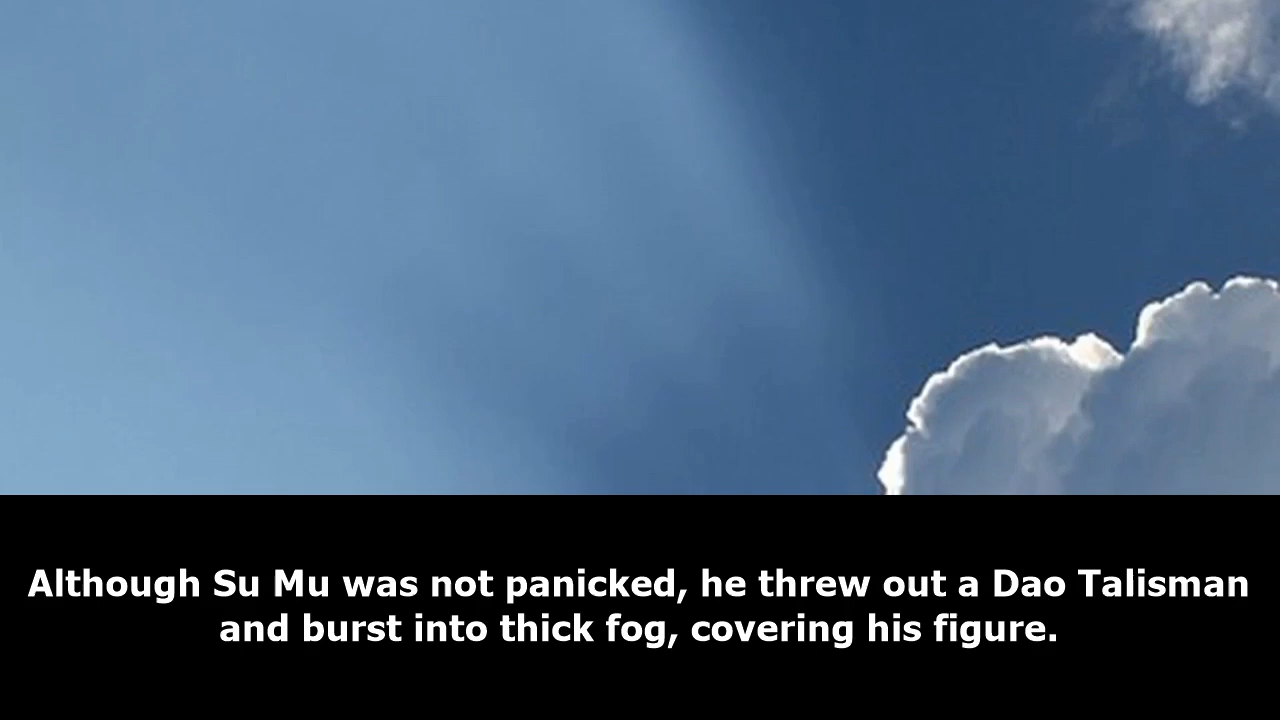 Although Su Mu was not panicked, he threw out a Dao Talisman
and burst into thick fog, covering his figure.